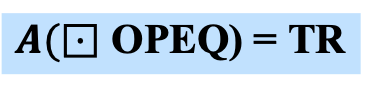 A(⊡ OPEQ) = TR